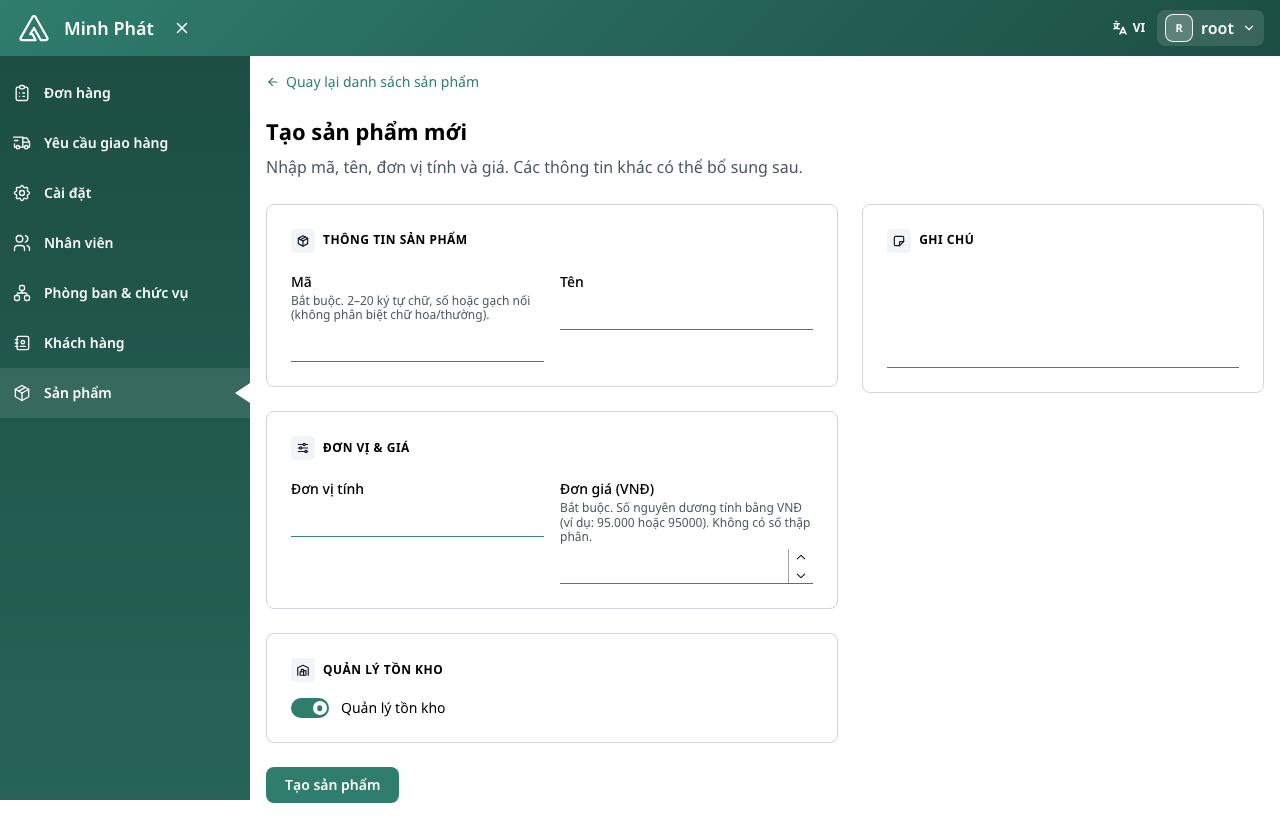 Minh Phát
VI
R
root
Đơn hàng
Yêu cầu giao hàng
Cài đặt
Nhân viên
Phòng ban & chức vụ
Khách hàng
Sản phẩm
Quay lại danh sách sản phẩm
Tạo sản phẩm mới
Nhập mã, tên, đơn vị tính và giá. Các thông tin khác có thể bổ sung sau.
THÔNG TIN SẢN PHẨM
Mã
Bắt buộc. 2–20 ký tự chữ, số hoặc gạch nối
(không phân biệt chữ hoa/thường).
Tên
GHI CHÚ
ĐƠN VỊ & GIÁ
Đơn vị tính
Đơn giá (VNĐ)
Bắt buộc. Số nguyên dương tính bằng VNĐ
(ví dụ: 95.000 hoặc 95000). Không có số thập
phân.
QUẢN LÝ TỒN KHO
Quản lý tồn kho
Tạo sản phẩm